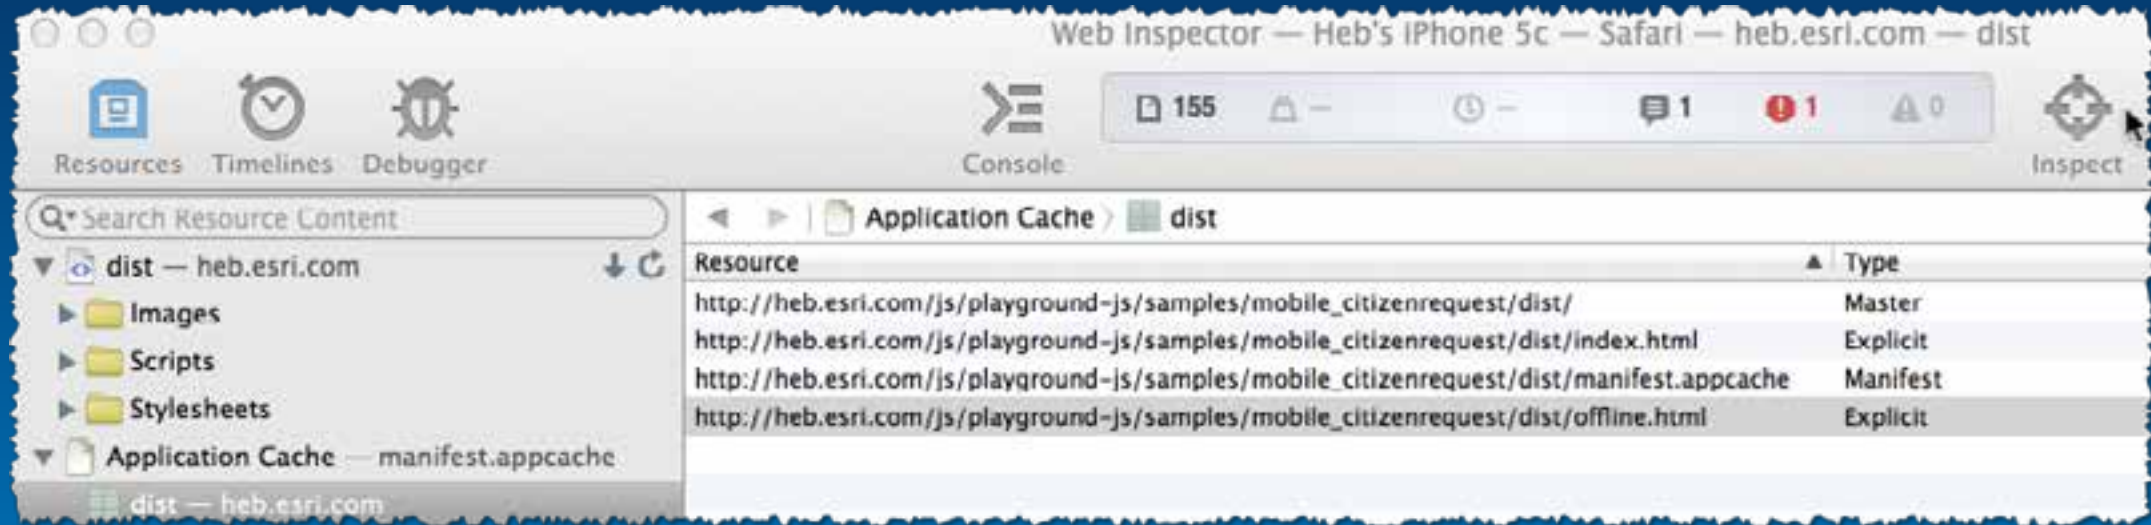 Web Inspector — Heb's iPhone 5c — Safari — heb.esri.com — dist
155 — — 1 1 0
Resources Timelines Debugger Console Inspect
Search Resource Content
Application Cache dist
dist — heb.esri.com
Resource Type
Images
http://heb.esri.com/js/playground-js/samples/mobile_citizenrequest/dist/ Master
http://heb.esri.com/js/playground-js/samples/mobile_citizenrequest/dist/index.html Explicit
Scripts
http://heb.esri.com/js/playground-js/samples/mobile_citizenrequest/dist/manifest.appcache Manifest
Stylesheets
http://heb.esri.com/js/playground-js/samples/mobile_citizenrequest/dist/offline.html Explicit
Application Cache — manifest.appcache
dist — heb.esri.com